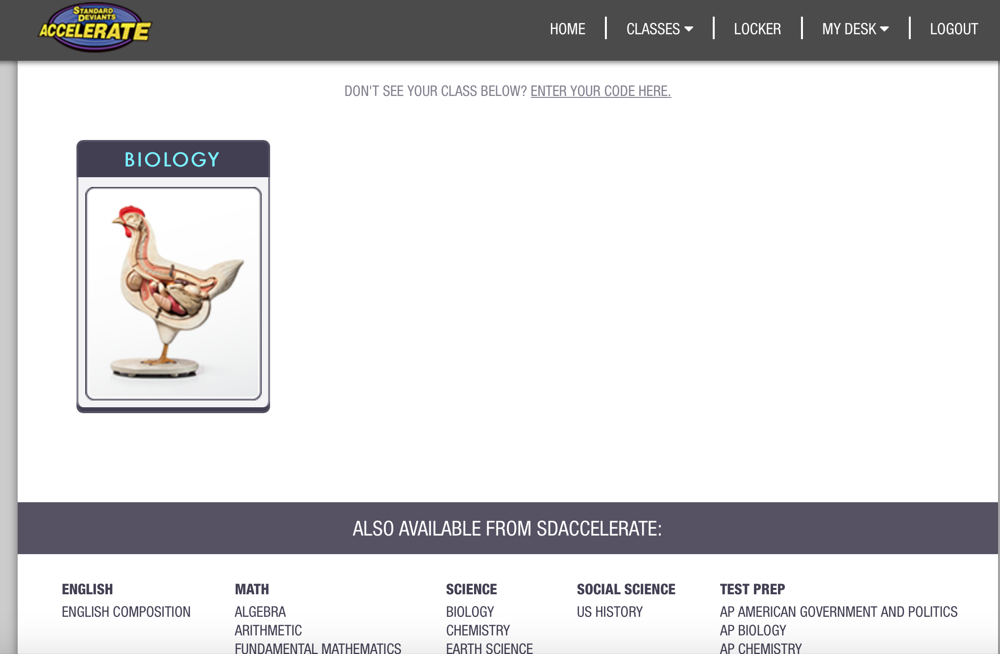 STANDARD
DEVIANTS
ACCELERATE
HOME
CLASSES
LOCKER
MY DESK
LOGOUT
DON'T SEE YOUR CLASS BELOW? ENTER YOUR CODE HERE.
BIOLOGY
ALSO AVAILABLE FROM SDACCELERATE:
ENGLISH
ENGLISH COMPOSITION
MATH
ALGEBRA
ARITHMETIC
FUNDAMENTAL MATHEMATICS
SCIENCE
BIOLOGY
CHEMISTRY
EARTH SCIENCE
SOCIAL SCIENCE
US HISTORY
TEST PREP
AP AMERICAN GOVERNMENT AND POLITICS
AP BIOLOGY
AP CHEMISTRY